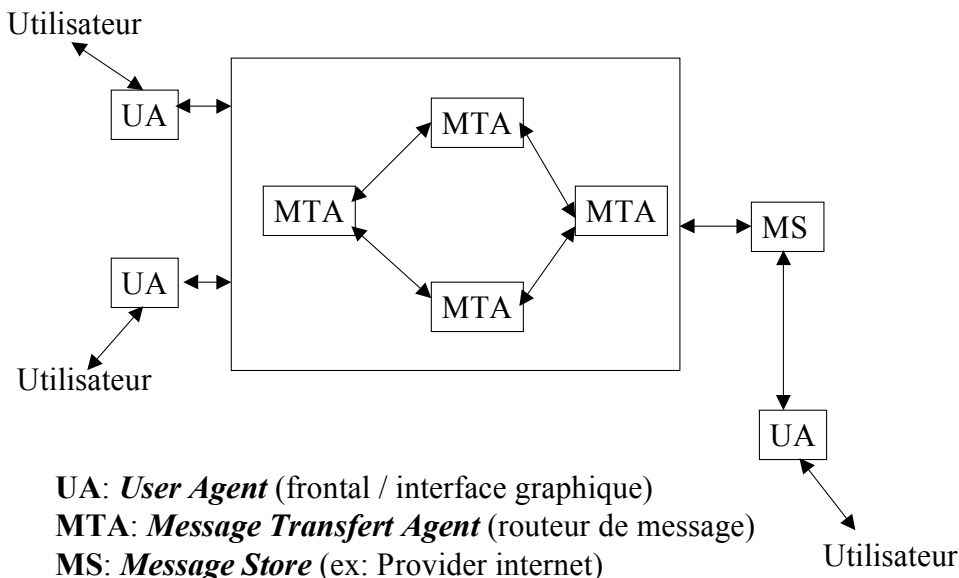 Utilisateur
UA
MTA
MTA
MTA
MS
UA
MTA
Utilisateur
UA
UA: User Agent (frontal / interface graphique)
MTA: Message Transfert Agent (routeur de message)
MS: Message Store (ex: Provider internet)
Utilisateur